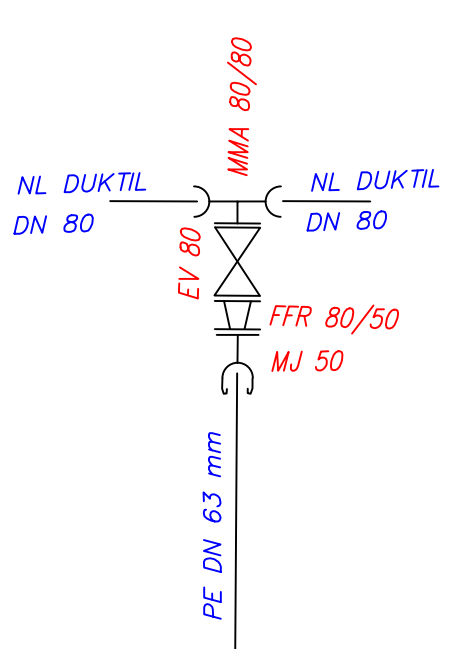 MMA 80/80
NL DUKTIL
DN 80
NL DUKTIL
DN 80
EV 80
FFR 80/50
MJ 50
PE DN 63 mm